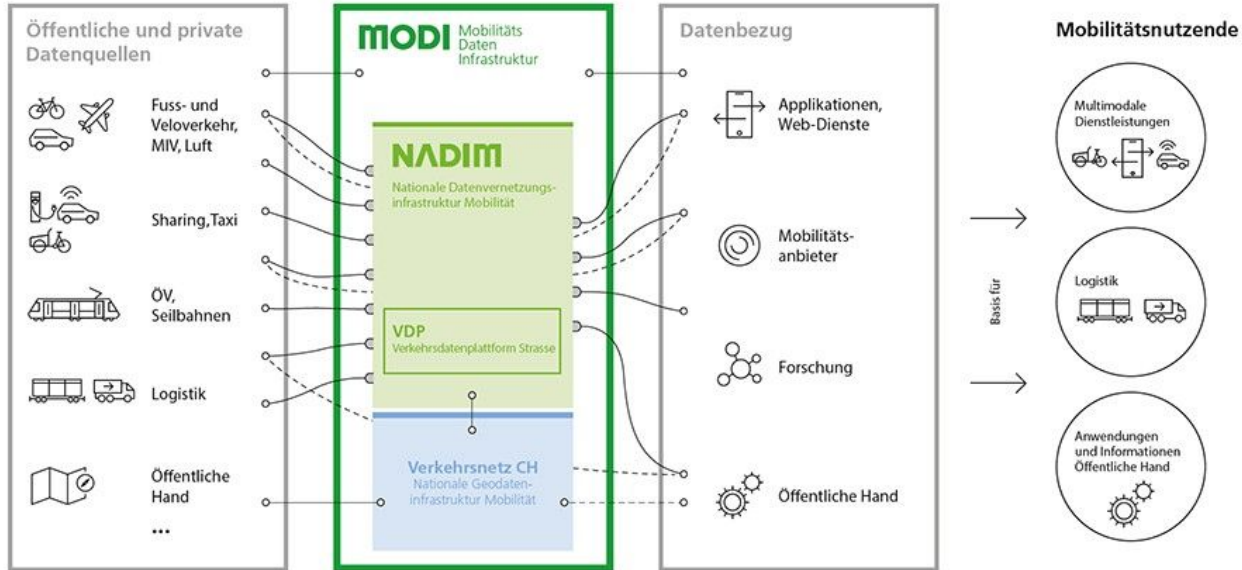 Öffentliche und private
Datenquellen
Fuss- und
Veloverkehr,
MIV, Luft
Sharing,Taxi
ÖV,
Seilbahnen
Logistik
Öffentliche
Hand
...
MODI
Mobilitäts
Daten
Infrastruktur
NADIM
Nationale Datenvernetzungs-
infrastruktur Mobilität
VDP
Verkehrsdatenplattform Strasse
Verkehrsnetz CH
Nationale Geodaten-
infrastruktur Mobilität
Datenbezug
Applikationen,
Web-Dienste
Mobilitäts-
anbieter
Forschung
Öffentliche Hand
Basis für
Mobilitätsnutzende
Multimodale
Dienstleistungen
Logistik
Anwendungen
und Informationen
Öffentliche Hand